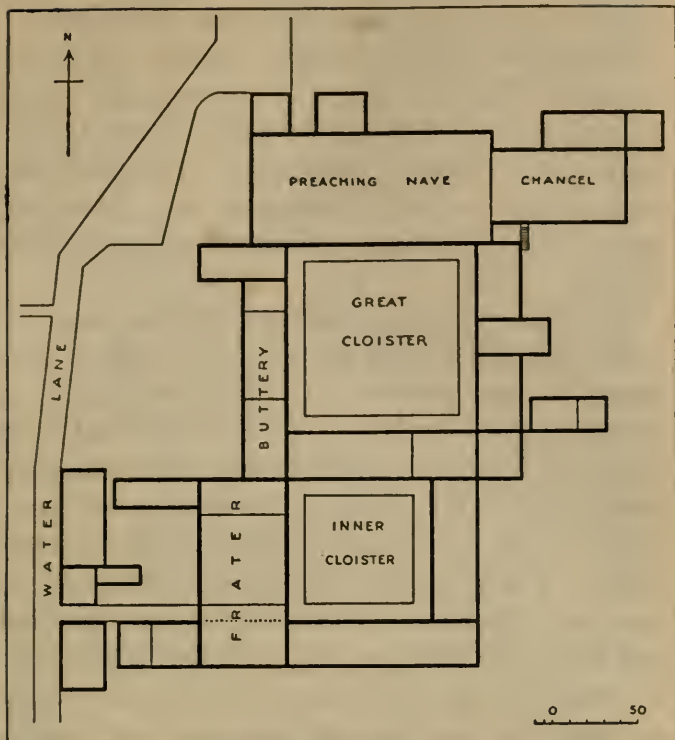 N
PREACHING NAVE
CHANCEL
GREAT
CLOISTER
BUTTERY
LANE
WATER
FRATER
INNER
CLOISTER
0 50